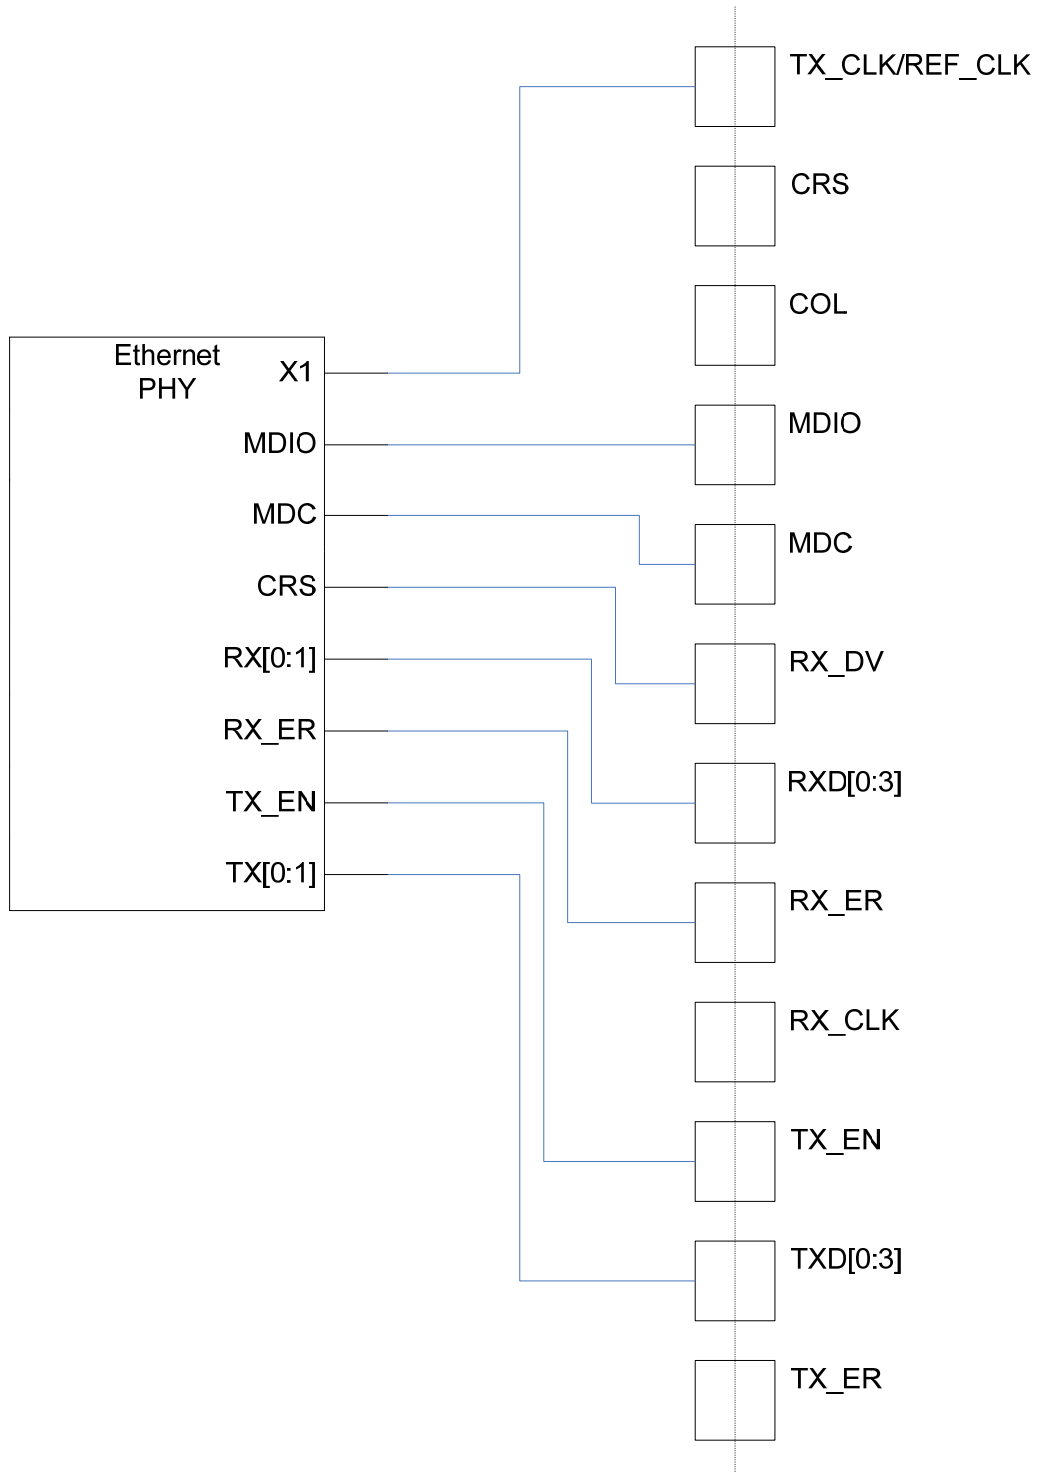 Ethernet
PHY
X1
MDIO
MDC
CRS
RX[0:1]
RX_ER
TX_EN
TX[0:1]
TX_CLK/REF_CLK
CRS
COL
MDIO
MDC
RX_DV
RXD[0:3]
RX_ER
RX_CLK
TX_EN
TXD[0:3]
TX_ER